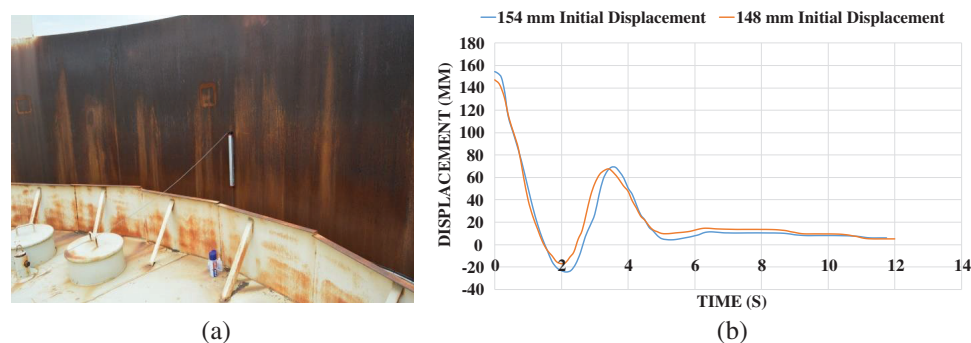 154 mm Initial Displacement 148 mm Initial Displacement
180
160
140
120
100
80
60
40
20
0
-20
-40
DISPLACEMENT (MM)
0 2 4 6 8 10 12 14
TIME (S)
(a) (b)